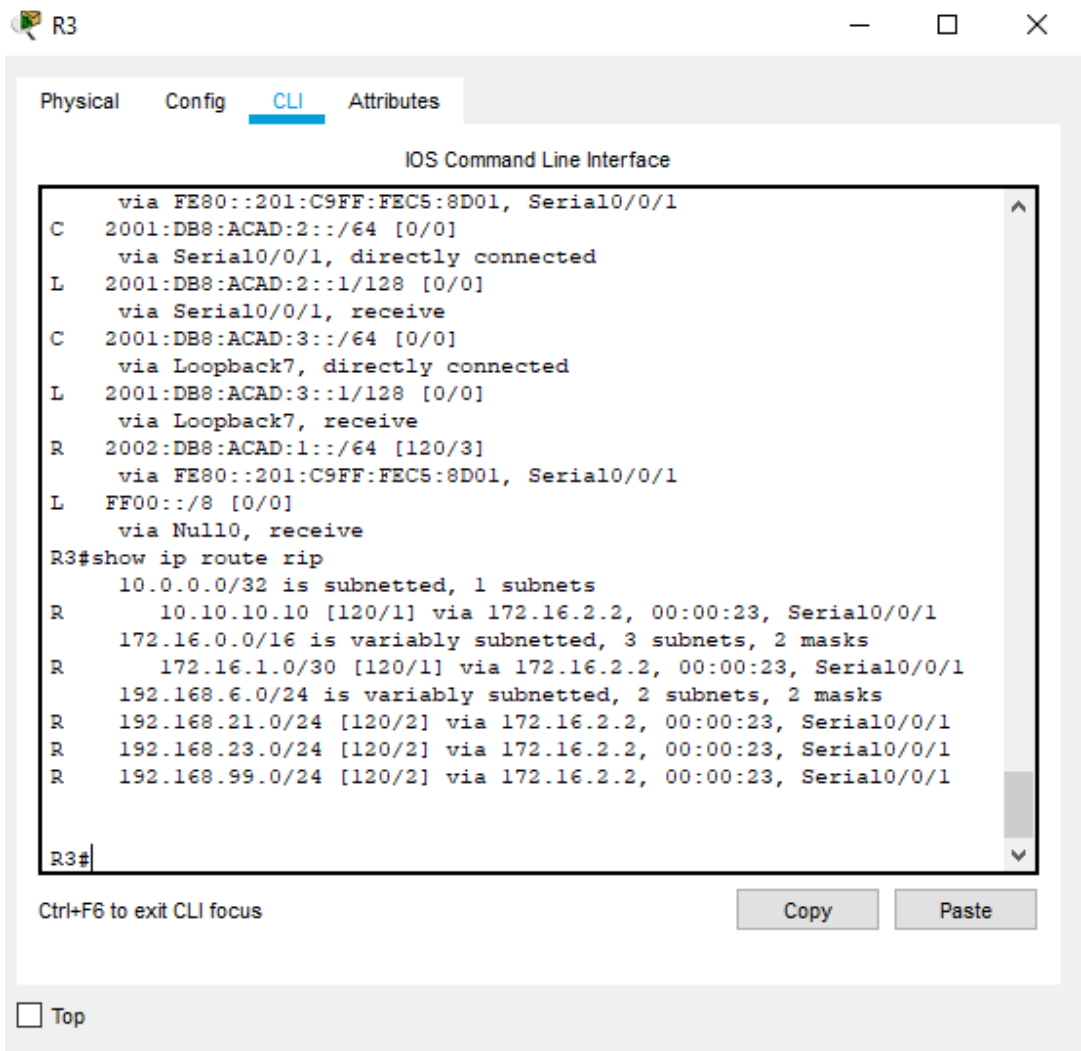 R3
Physical Config CLI Attributes
IOS Command Line Interface
via FE80::201:C9FF:FEC5:8D01, Serial0/0/1
C 2001:DB8:ACAD:2::/64 [0/0]
via Serial0/0/1, directly connected
L 2001:DB8:ACAD:2::1/128 [0/0]
via Serial0/0/1, receive
C 2001:DB8:ACAD:3::/64 [0/0]
via Loopback7, directly connected
L 2001:DB8:ACAD:3::1/128 [0/0]
via Loopback7, receive
R 2002:DB8:ACAD:1::/64 [120/3]
via FE80::201:C9FF:FEC5:8D01, Serial0/0/1
L FF00::/8 [0/0]
via Null0, receive
R3#show ip route rip
10.0.0.0/32 is subnetted, 1 subnets
R 10.10.10.10 [120/1] via 172.16.2.2, 00:00:23, Serial0/0/1
172.16.0.0/16 is variably subnetted, 3 subnets, 2 masks
R 172.16.1.0/30 [120/1] via 172.16.2.2, 00:00:23, Serial0/0/1
192.168.6.0/24 is variably subnetted, 2 subnets, 2 masks
R 192.168.21.0/24 [120/2] via 172.16.2.2, 00:00:23, Serial0/0/1
R 192.168.23.0/24 [120/2] via 172.16.2.2, 00:00:23, Serial0/0/1
R 192.168.99.0/24 [120/2] via 172.16.2.2, 00:00:23, Serial0/0/1
R3#
Ctrl+F6 to exit CLI focus Copy Paste
Top